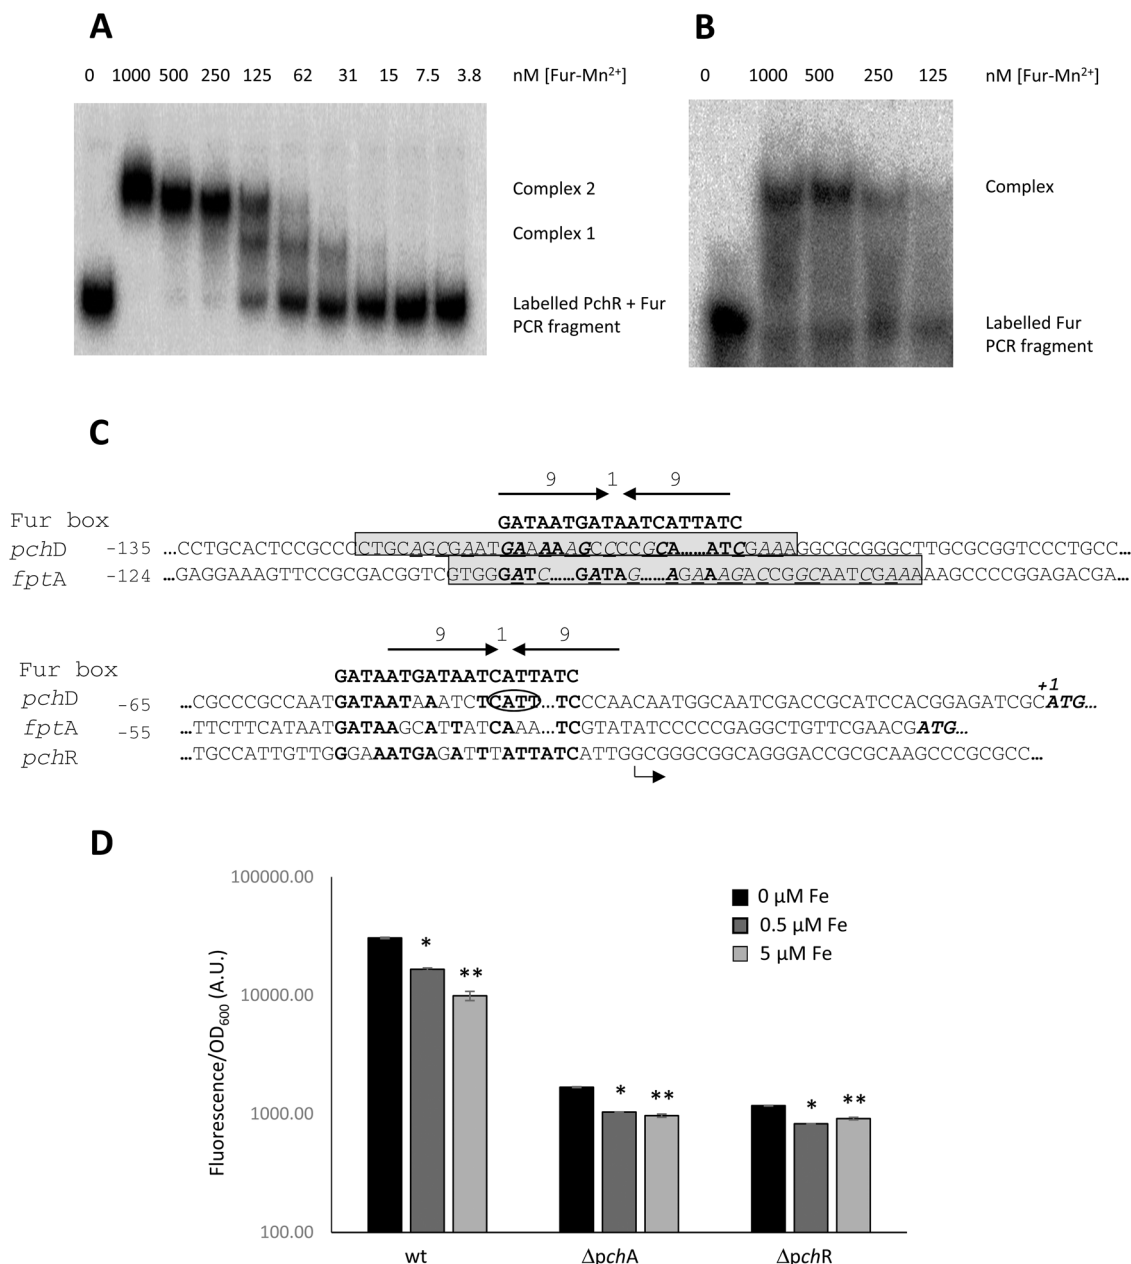 A
0 1000 500 250 125 62 31 15 7.5 3.8 nM [Fur-Mn²⁺]
Complex 2
Complex 1
Labelled PchR + Fur
PCR fragment
B
0 1000 500 250 125 nM [Fur-Mn²⁺]
Complex
Labelled Fur
PCR fragment
C
9 1 9
Fur box GATAATGATAATCATTATC
pchD -135 ...CCTGCACTCCGCCCCTGCAGCGAATGGAAAAAGCCCCGCA......ATCGAAAGGCGCGGGCTTGCGCGGTCCCTGCC...
fptA -124 ...GAGGAAAGTTCCGCGACGGTCGTGGGATC......GATAG......AGAAAGACCGGCAATCGAAAAAGCCCCGGAGACGA...
9 1 9
Fur box GATAATGATAATCATTATC
+1
pchD -65 ...CGCCCGCCAATGATAATAAATCTCATT...TCCCAACAATGGCAATGACCGCATCCACGGAGATCGCATG...
fptA -55 ...TTCTTCATAATGATAAGCATTATCAAA...TCGTATATCCCCCGAGGCTGTTCGAACGATG...
pchR ...TGCCATTGTTGGGAAATGAGATTTATTATCATTGGCGGGCGGCAGGGACCGCGCAAGCCCGCGCC...
D
Fluorescence/OD₆₀₀ (A.U.)
100000.00
10000.00
1000.00
100.00
0 µM Fe
0.5 µM Fe
5 µM Fe
* **
* **
* **
wt ΔpchA ΔpchR